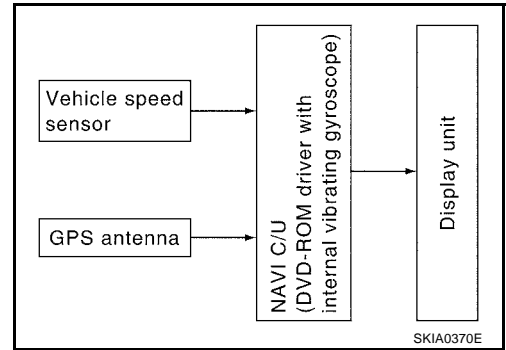 Vehicle speed
sensor
GPS antenna
NAVI C/U
(DVD-ROM driver with
internal vibrating gyroscope)
Display unit
SKIA0370E